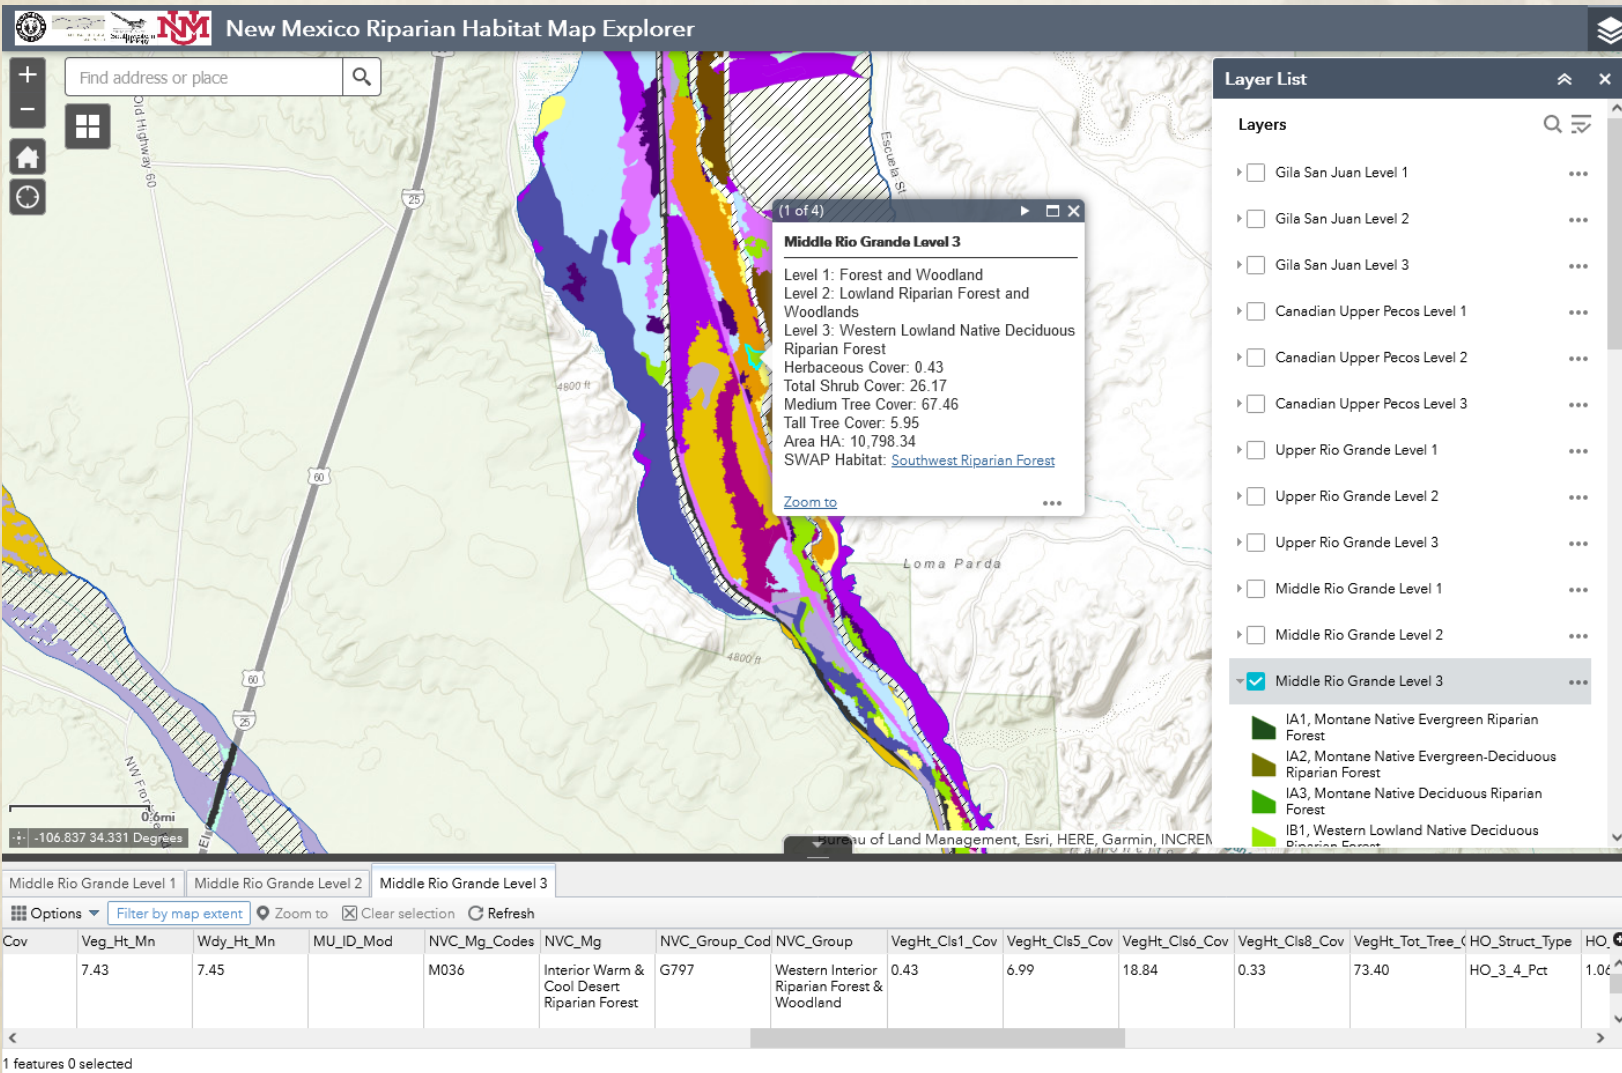 NM
New Mexico Riparian Habitat Map Explorer
+
Find address or place
−
Old Highway 60
25
Escuela St
4800 ft
60
Loma Parda
4800 ft
60
25
NW Fron
El
0.6mi
-106.837 34.331 Degrees
Bureau of Land Management, Esri, HERE, Garmin, INCREM
(1 of 4)
Middle Rio Grande Level 3
Level 1: Forest and Woodland
Level 2: Lowland Riparian Forest and
Woodlands
Level 3: Western Lowland Native Deciduous
Riparian Forest
Herbaceous Cover: 0.43
Total Shrub Cover: 26.17
Medium Tree Cover: 67.46
Tall Tree Cover: 5.95
Area HA: 10,798.34
SWAP Habitat: Southwest Riparian Forest
Zoom to
Layer List
Layers
Gila San Juan Level 1
Gila San Juan Level 2
Gila San Juan Level 3
Canadian Upper Pecos Level 1
Canadian Upper Pecos Level 2
Canadian Upper Pecos Level 3
Upper Rio Grande Level 1
Upper Rio Grande Level 2
Upper Rio Grande Level 3
Middle Rio Grande Level 1
Middle Rio Grande Level 2
Middle Rio Grande Level 3
IA1, Montane Native Evergreen Riparian
Forest
IA2, Montane Native Evergreen-Deciduous
Riparian Forest
IA3, Montane Native Deciduous Riparian
Forest
IB1, Western Lowland Native Deciduous
Riparian Forest
Middle Rio Grande Level 1 Middle Rio Grande Level 2 Middle Rio Grande Level 3
Options Filter by map extent Zoom to Clear selection Refresh
Cov Veg_Ht_Mn Wdy_Ht_Mn MU_ID_Mod NVC_Mg_Codes NVC_Mg NVC_Group_Cod NVC_Group VegHt_Cls1_Cov VegHt_Cls5_Cov VegHt_Cls6_Cov VegHt_Cls8_Cov VegHt_Tot_Tree_C HO_Struct_Type HO_
7.43 7.45 M036 Interior Warm & G797 Western Interior 0.43 6.99 18.84 0.33 73.40 HO_3_4_Pct 1.06
Cool Desert Riparian Forest &
Riparian Forest Woodland
1 features 0 selected